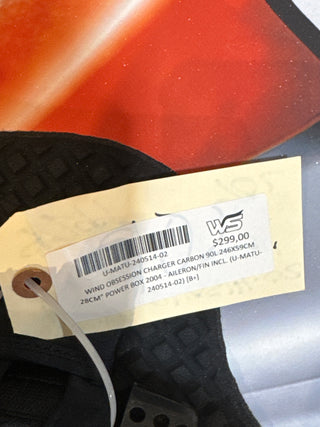 WS
$299,00
U-MATU-240514-02
WIND OBSESSION CHARGER CARBON 90L 246X59CM
28CM" POWER BOX 2004 - AILERON/FIN INCL. (U-MATU-
240514-02) [B+]